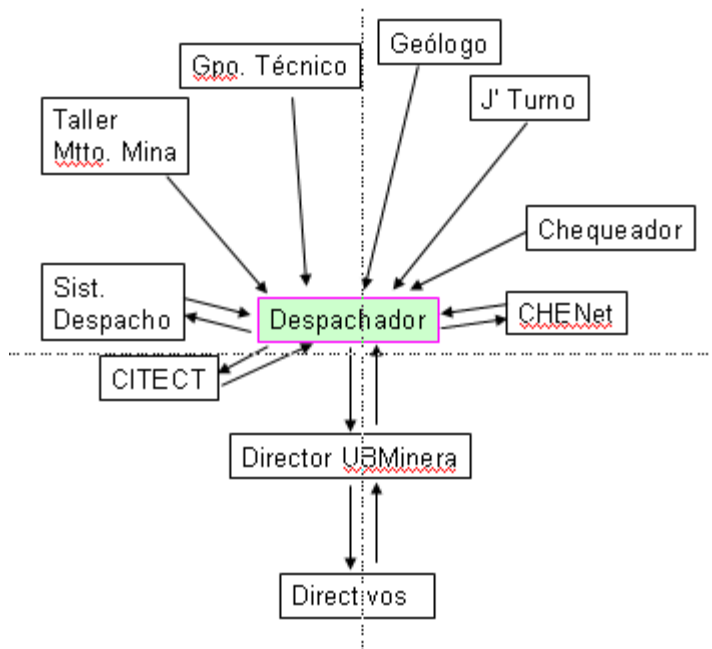 Geólogo
Gpo. Técnico
J' Turno
Taller
Mtto. Mina
Chequeador
Sist.
Despacho
Despachador
CHENet
CITECT
Director UBMinera
Directivos